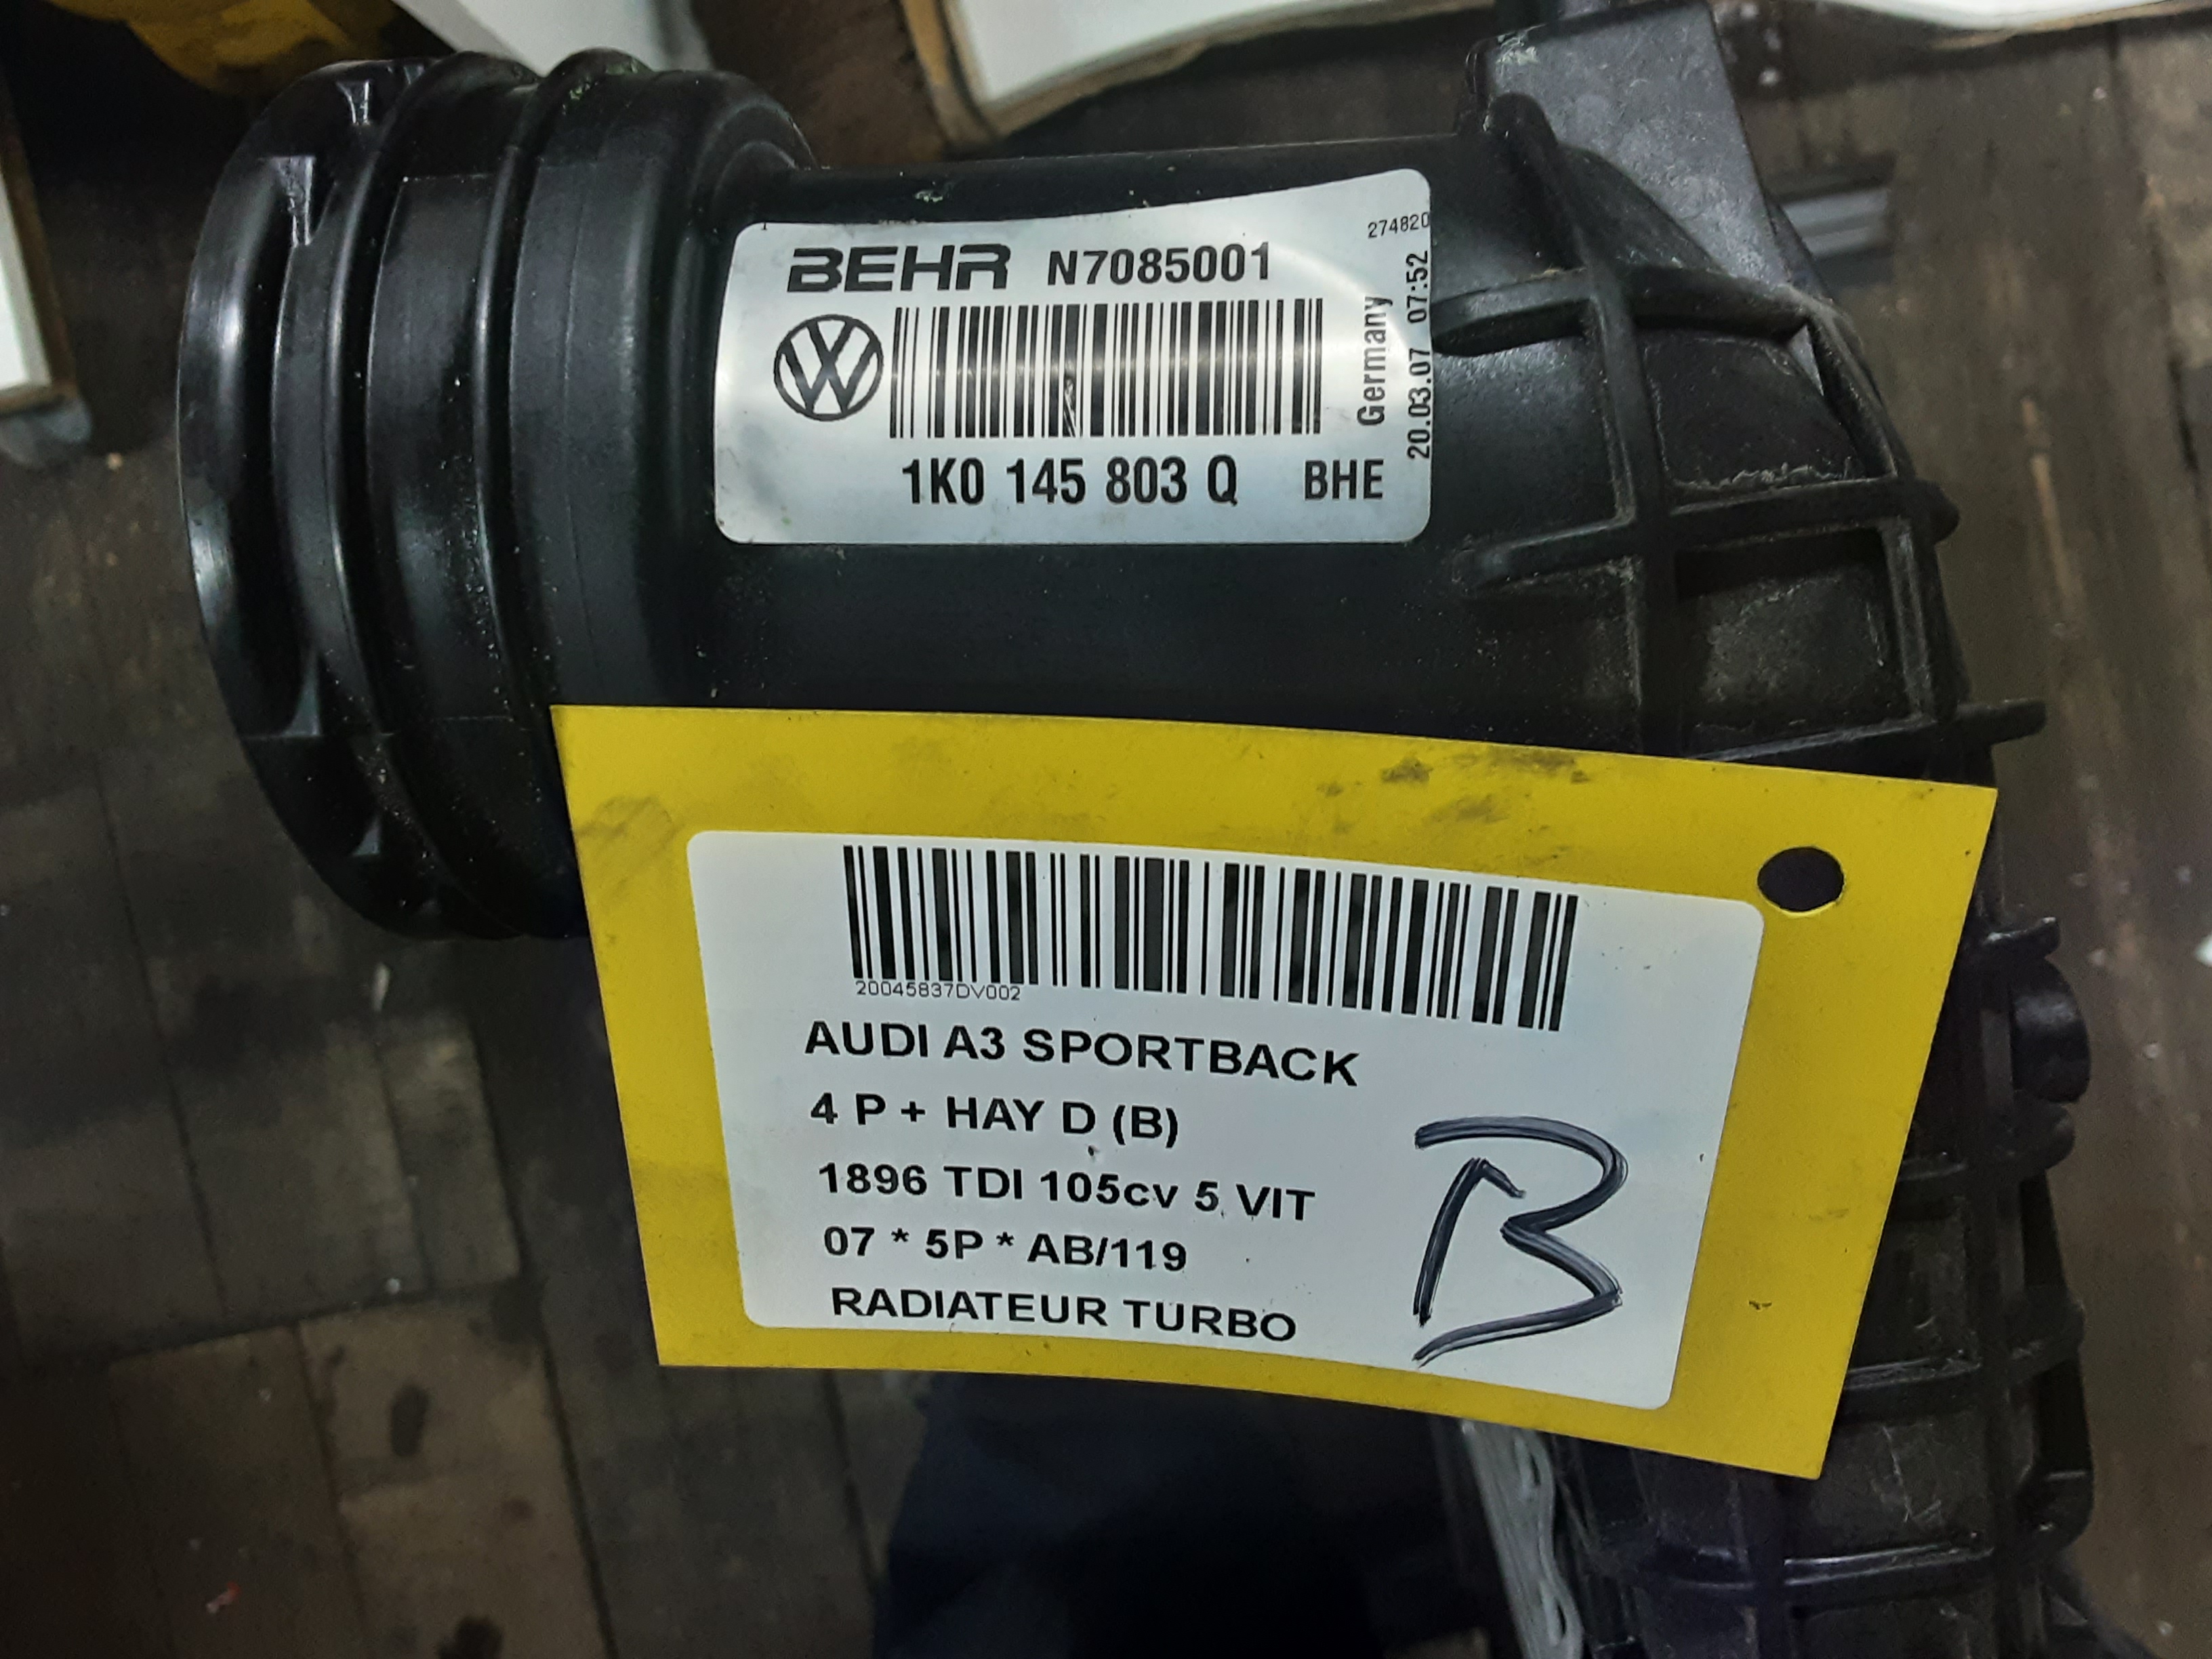 274820
BEHR N7085001
Germany
20.03.07 07:52
1K0 145 803 Q BHE
20045837DV002
AUDI A3 SPORTBACK
4 P + HAY D (B)
1896 TDI 105cv 5 VIT
07 * 5P * AB/119
RADIATEUR TURBO
B